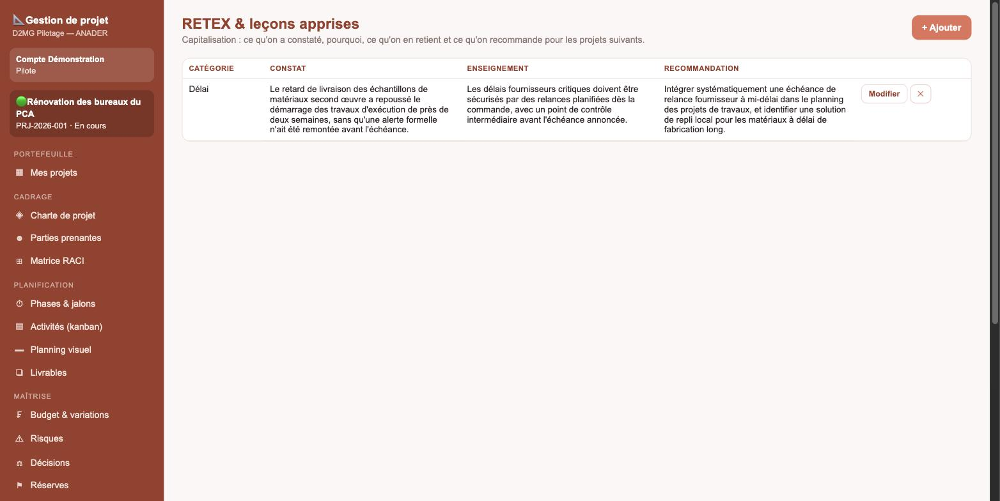 Gestion de projet
D2MG Pilotage — ANADER
Compte Démonstration
Pilote
Rénovation des bureaux du
PCA
PRJ-2026-001 · En cours
PORTEFEUILLE
Mes projets
CADRAGE
Charte de projet
Parties prenantes
Matrice RACI
PLANIFICATION
Phases & jalons
Activités (kanban)
Planning visuel
Livrables
MAÎTRISE
Budget & variations
Risques
Décisions
Réserves
RETEX & leçons apprises
Capitalisation : ce qu'on a constaté, pourquoi, ce qu'on en retient et ce qu'on recommande pour les projets suivants.
+ Ajouter
CATÉGORIE
CONSTAT
ENSEIGNEMENT
RECOMMANDATION
Délai
Le retard de livraison des échantillons de
matériaux second œuvre a repoussé le
démarrage des travaux d'exécution de près de
deux semaines, sans qu'une alerte formelle
n'ait été remontée avant l'échéance.
Les délais fournisseurs critiques doivent être
sécurisés par des relances planifiées dès la
commande, avec un point de contrôle
intermédiaire avant l'échéance annoncée.
Intégrer systématiquement une échéance de
relance fournisseur à mi-délai dans le planning
des projets de travaux, et identifier une solution
de repli local pour les matériaux à délai de
fabrication long.
Modifier